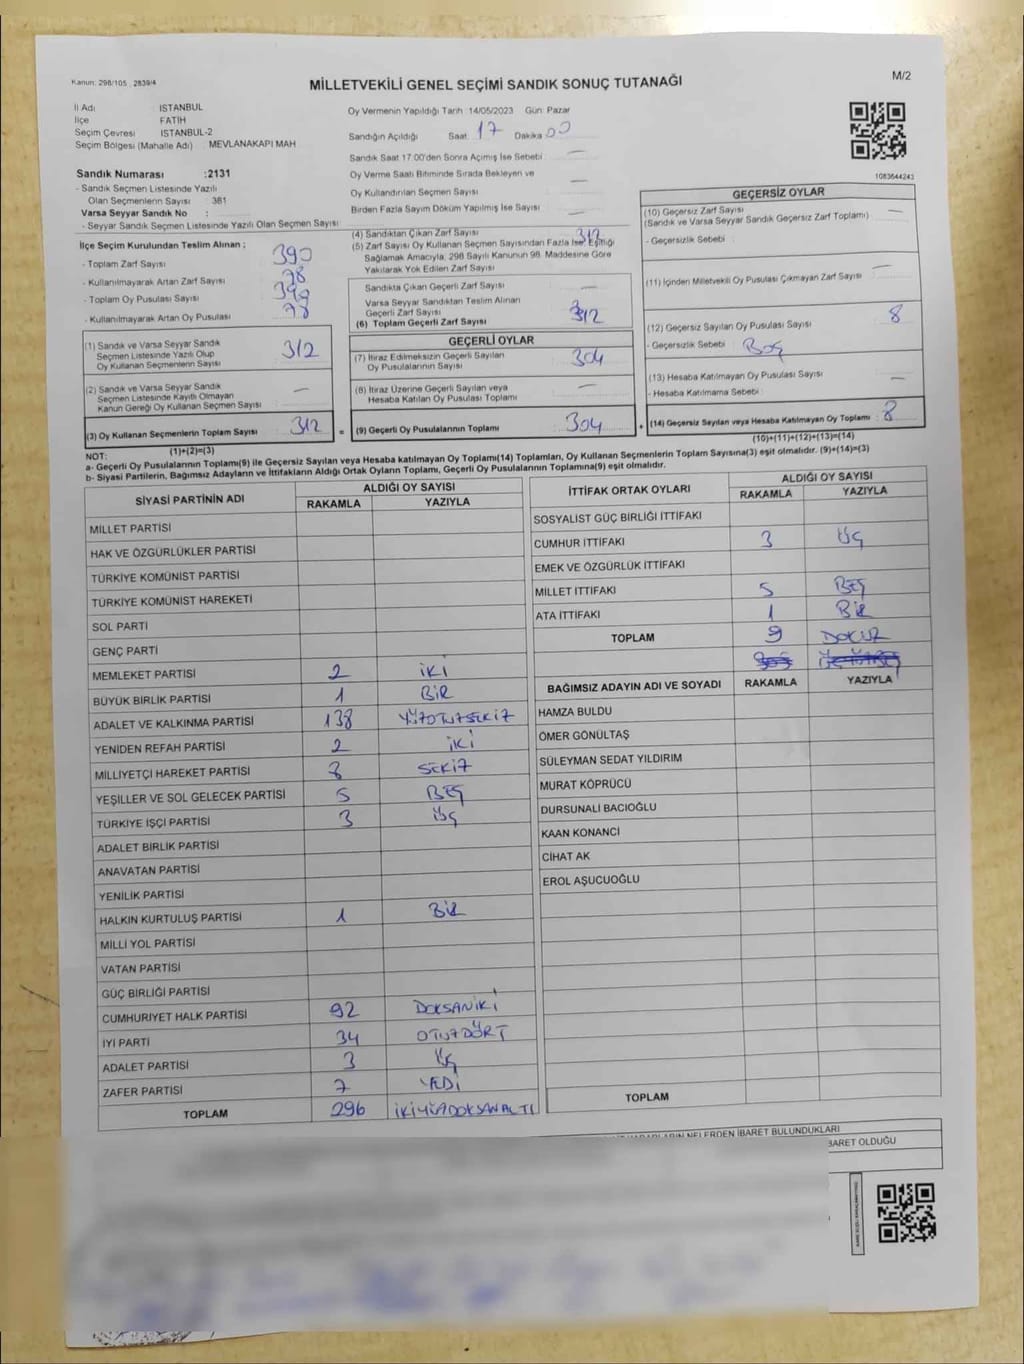 Kanun: 298/105 2839/4
MİLLETVEKİLİ GENEL SEÇİMİ SANDIK SONUÇ TUTANAĞI
M/2
İl Adı : İSTANBUL
İlçe FATİH
Seçim Çevresi İSTANBUL-2
Seçim Bölgesi (Mahalle Adı) : MEVLANAKAPI MAH
Oy Vermenin Yapıldığı Tarih :14/05/2023 Gün: Pazar
Sandığın Açıldığı Saat: 17 Dakika 00
Sandık Saat 17.00'den Sonra Açılmış İse Sebebi : —
Oy Verme Saati Bitiminde Sırada Bekleyen ve
Oy Kullandırılan Seçmen Sayısı —
Birden Fazla Sayım Döküm Yapılmış İse Sayısı —
1083644243
Sandık Numarası :2131
- Sandık Seçmen Listesinde Yazılı
Olan Seçmenlerin Sayısı : 381
Varsa Seyyar Sandık No :
- Seyyar Sandık Seçmen Listesinde Yazılı Olan Seçmen Sayısı :
İlçe Seçim Kurulundan Teslim Alınan ;
- Toplam Zarf Sayısı : 390
- Kullanılmayarak Artan Zarf Sayısı : 78
- Toplam Oy Pusulası Sayısı :
- Kullanılmayarak Artan Oy Pusulası : 78
(1) Sandık ve Varsa Seyyar Sandık
Seçmen Listesinde Yazılı Olup
Oy Kullanan Seçmenlerin Sayısı : 312
(2) Sandık ve Varsa Seyyar Sandık
Seçmen Listesinde Kayıtlı Olmayan
Kanun Gereği Oy Kullanan Seçmen Sayısı : —
(3) Oy Kullanan Seçmenlerin Toplam Sayısı : 312
(1)+(2)=(3)
(4) Sandıktan Çıkan Zarf Sayısı : 312
(5) Zarf Sayısı Oy Kullanan Seçmen Sayısından Fazla İse, Eşitliği
Sağlamak Amacıyla, 298 Sayılı Kanunun 98. Maddesine Göre
Yakılarak Yok Edilen Zarf Sayısı :
Sandıkta Çıkan Geçerli Zarf Sayısı : —
Varsa Seyyar Sandıktan Teslim Alınan
Geçerli Zarf Sayısı :
(6) Toplam Geçerli Zarf Sayısı : 312
GEÇERLİ OYLAR
(7) İtiraz Edilmeksizin Geçerli Sayılan
Oy Pusulalarının Sayısı : 304
(8) İtiraz Üzerine Geçerli Sayılan veya
Hesaba Katılan Oy Pusulası Toplamı : —
= (9) Geçerli Oy Pusulalarının Toplamı : 304
GEÇERSİZ OYLAR
(10) Geçersiz Zarf Sayısı
(Sandık ve Varsa Seyyar Sandık Geçersiz Zarf Toplamı) : —
- Geçersizlik Sebebi :
(11) İçinden Milletvekili Oy Pusulası Çıkmayan Zarf Sayısı : —
(12) Geçersiz Sayılan Oy Pusulası Sayısı : 8
- Geçersizlik Sebebi : BOŞ
(13) Hesaba Katılmayan Oy Pusulası Sayısı : —
- Hesaba Katılmama Sebebi :
+ (14) Geçersiz Sayılan veya Hesaba Katılmayan Oy Toplamı : 8
(10)+(11)+(12)+(13)=(14)
NOT:
a- Geçerli Oy Pusulalarının Toplamı(9) ile Geçersiz Sayılan veya Hesaba katılmayan Oy Toplamı(14) Toplamları, Oy Kullanan Seçmenlerin Toplam Sayısına(3) eşit olmalıdır. (9)+(14)=(3)
b- Siyasi Partilerin, Bağımsız Adayların ve İttifakların Aldığı Ortak Oyların Toplamı, Geçerli Oy Pusulalarının Toplamına(9) eşit olmalıdır.
SİYASİ PARTİNİN ADI ALDIĞI OY SAYISI
RAKAMLA YAZIYLA
MİLLET PARTİSİ
HAK VE ÖZGÜRLÜKLER PARTİSİ
TÜRKİYE KOMÜNİST PARTİSİ
TÜRKİYE KOMÜNİST HAREKETİ
SOL PARTİ
GENÇ PARTİ
MEMLEKET PARTİSİ 2 İKİ
BÜYÜK BİRLİK PARTİSİ 1 BİR
ADALET VE KALKINMA PARTİSİ 138 YÜZOTUZSEKİZ
YENİDEN REFAH PARTİSİ 2 İKİ
MİLLİYETÇİ HAREKET PARTİSİ 8 SEKİZ
YEŞİLLER VE SOL GELECEK PARTİSİ 5 BEŞ
TÜRKİYE İŞÇİ PARTİSİ 3 ÜÇ
ADALET BİRLİK PARTİSİ
ANAVATAN PARTİSİ
YENİLİK PARTİSİ
HALKIN KURTULUŞ PARTİSİ 1 BİR
MİLLİ YOL PARTİSİ
VATAN PARTİSİ
GÜÇ BİRLİĞİ PARTİSİ
CUMHURİYET HALK PARTİSİ 92 DOKSANİKİ
İYİ PARTİ 34 OTUZDÖRT
ADALET PARTİSİ 3 ÜÇ
ZAFER PARTİSİ 7 YEDİ
TOPLAM 296 İKİYÜZDOKSANALTI
İTTİFAK ORTAK OYLARI ALDIĞI OY SAYISI
RAKAMLA YAZIYLA
SOSYALİST GÜÇ BİRLİĞİ İTTİFAKI
CUMHUR İTTİFAKI 3 ÜÇ
EMEK VE ÖZGÜRLÜK İTTİFAKI
MİLLET İTTİFAKI 5 BEŞ
ATA İTTİFAKI 1 BİR
TOPLAM 9 DOKUZ
BAĞIMSIZ ADAYIN ADI VE SOYADI RAKAMLA YAZIYLA
HAMZA BULDU
ÖMER GÖNÜLTAŞ
SÜLEYMAN SEDAT YILDIRIM
MURAT KÖPRÜCÜ
DURSUNALİ BACIOĞLU
KAAN KONANCİ
CİHAT AK
EROL AŞUCUOĞLU
TOPLAM
NELERDEN İBARET BULUNDUKLARI
İBARET OLDUĞU